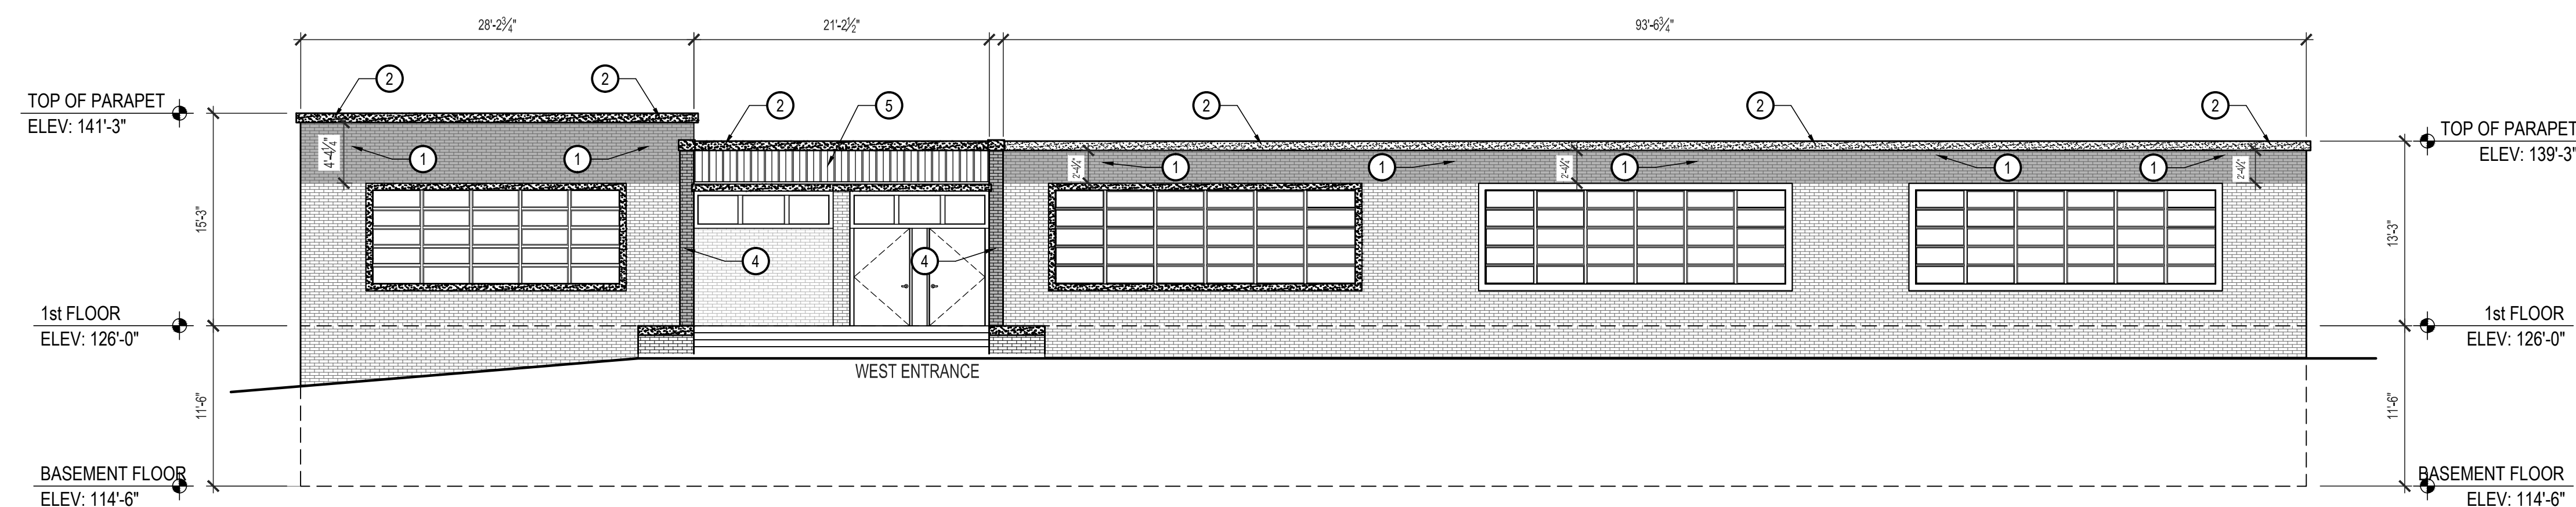 28'-2¾" 21'-2½" 93'-6¾"
2 2 2 5 2 2 2
TOP OF PARAPET
ELEV: 141'-3"
TOP OF PARAPET
ELEV: 139'-3"
4'-4¼" 1 1 2'-4¼" 1 1 2'-4¼" 1 1 1 2'-4¼"
15'-3"
13'-3"
4 4
1st FLOOR
ELEV: 126'-0"
1st FLOOR
ELEV: 126'-0"
WEST ENTRANCE
11'-6"
11'-6"
BASEMENT FLOOR
ELEV: 114'-6"
BASEMENT FLOOR
ELEV: 114'-6"